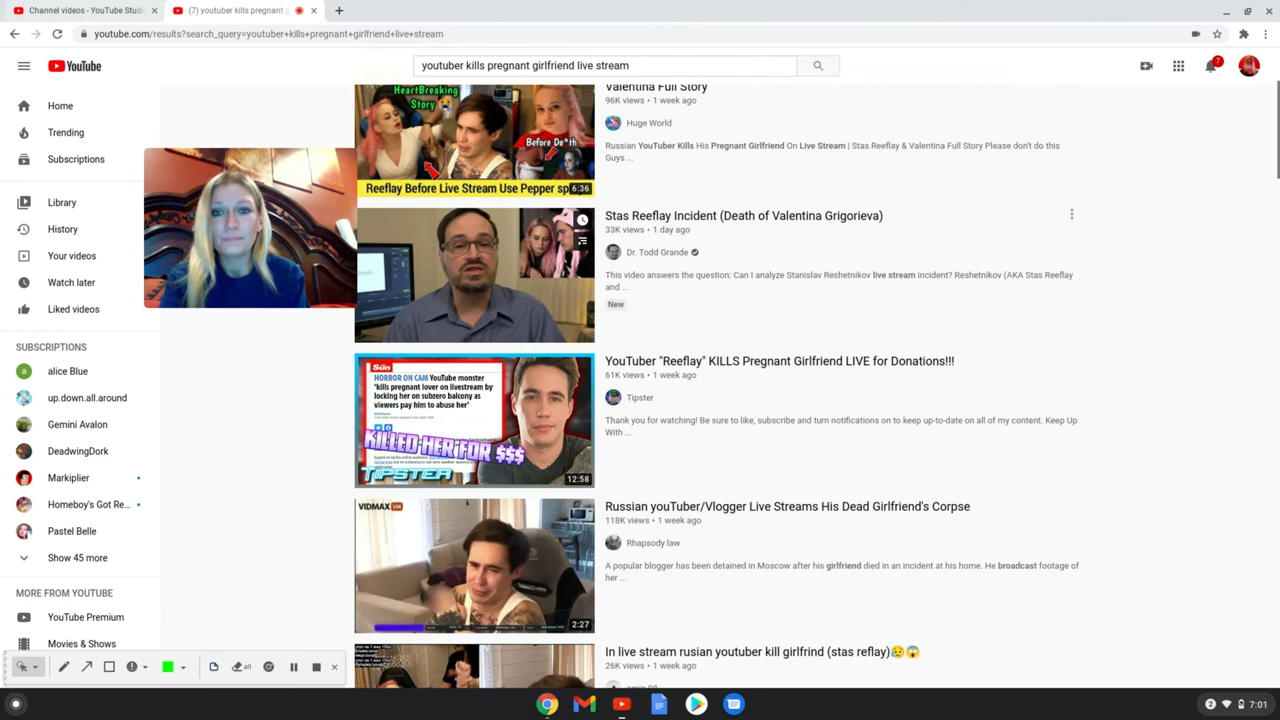 Channel videos - YouTube Studi
(7) youtuber kills pregnant g
youtube.com/results?search_query=youtuber+kills+pregnant+girlfriend+live+stream
YouTube
youtuber kills pregnant girlfriend live stream
7
Home
Trending
Subscriptions
Library
History
Your videos
Watch later
Liked videos
SUBSCRIPTIONS
alice Blue
up.down.all.around
Gemini Avalon
DeadwingDork
Markiplier
Homeboy's Got Re...
Pastel Belle
Show 45 more
MORE FROM YOUTUBE
YouTube Premium
Movies & Shows
HeartBreaking
Story
Before De*th
Reeflay Before Live Stream Use Pepper sp
6:36
Valentina Full Story
96K views • 1 week ago
Huge World
Russian YouTuber Kills His Pregnant Girlfriend On Live Stream | Stas Reeflay & Valentina Full Story Please don't do this
Guys ...
Stas Reeflay Incident (Death of Valentina Grigorieva)
33K views • 1 day ago
Dr. Todd Grande
This video answers the question: Can I analyze Stanislav Reshetnikov live stream incident? Reshetnikov (AKA Stas Reeflay
and ...
New
The Sun
HORROR ON CAM YouTube monster
'kills pregnant lover on livestream by
locking her on subzero balcony as
viewers pay him to abuse her'
KILLED HER FOR $$$
TIPSTER
12:58
YouTuber "Reeflay" KILLS Pregnant Girlfriend LIVE for Donations!!!
61K views • 1 week ago
Tipster
Thank you for watching! Be sure to like, subscribe and turn notifications on to keep up-to-date on all of my content. Keep Up
With ...
VIDMAX VM
2:27
Russian youTuber/Vlogger Live Streams His Dead Girlfriend's Corpse
118K views • 1 week ago
Rhapsody law
A popular blogger has been detained in Moscow after his girlfriend died in an incident at his home. He broadcast footage of
her ...
In live stream rusian youtuber kill girlfrind (stas reflay)😥😱
26K views • 1 week ago
all
2
7:01